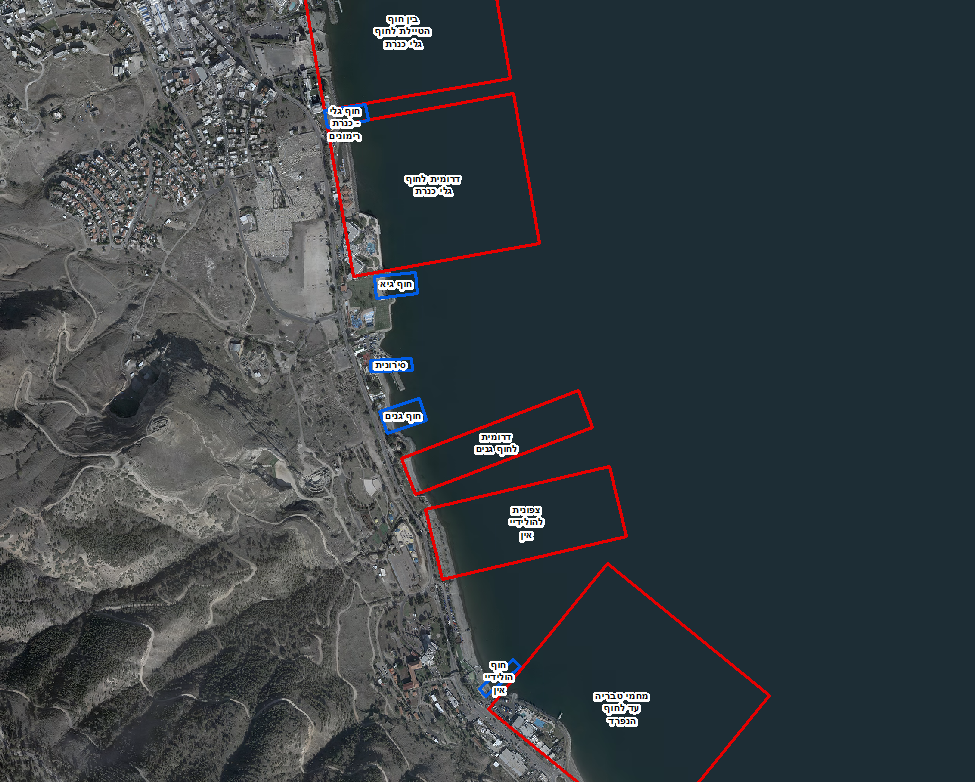 בין חוף
הטיילת לחוף
גלי כנרת
חוף גלי
כנרת -
רימונים
דרומית לחוף
גלי כנרת
חוף גיא
סירונית
חוף גנים
דרומית
לחוף גנים
צפונית
להולידיי
אין
חוף
הולידיי
אין
מחמי טבריה
עד לחוף
הנפרד